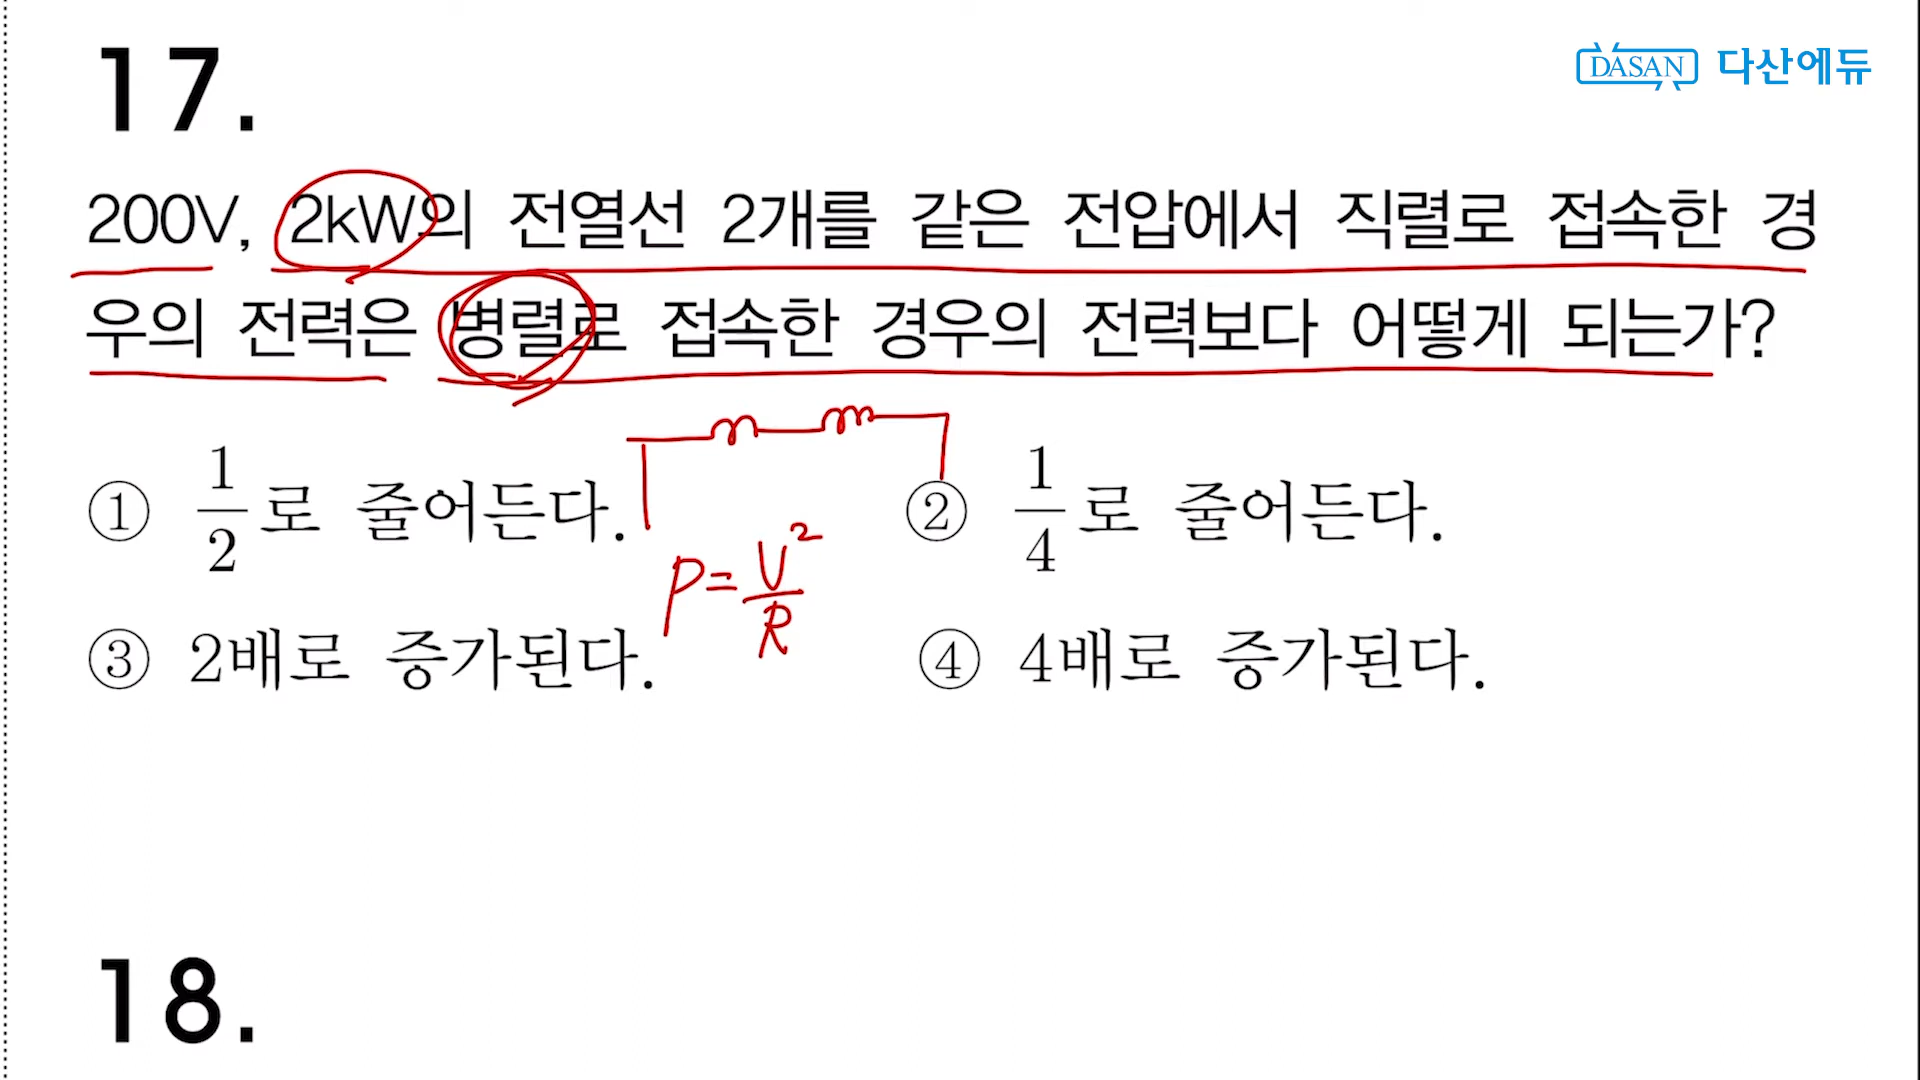 17.
DASAN 다산에듀
200V, 2kW의 전열선 2개를 같은 전압에서 직렬로 접속한 경
우의 전력은 병렬로 접속한 경우의 전력보다 어떻게 되는가?
① 1/2로 줄어든다. ② 1/4로 줄어든다.
P=V²/R
③ 2배로 증가된다. ④ 4배로 증가된다.
18.